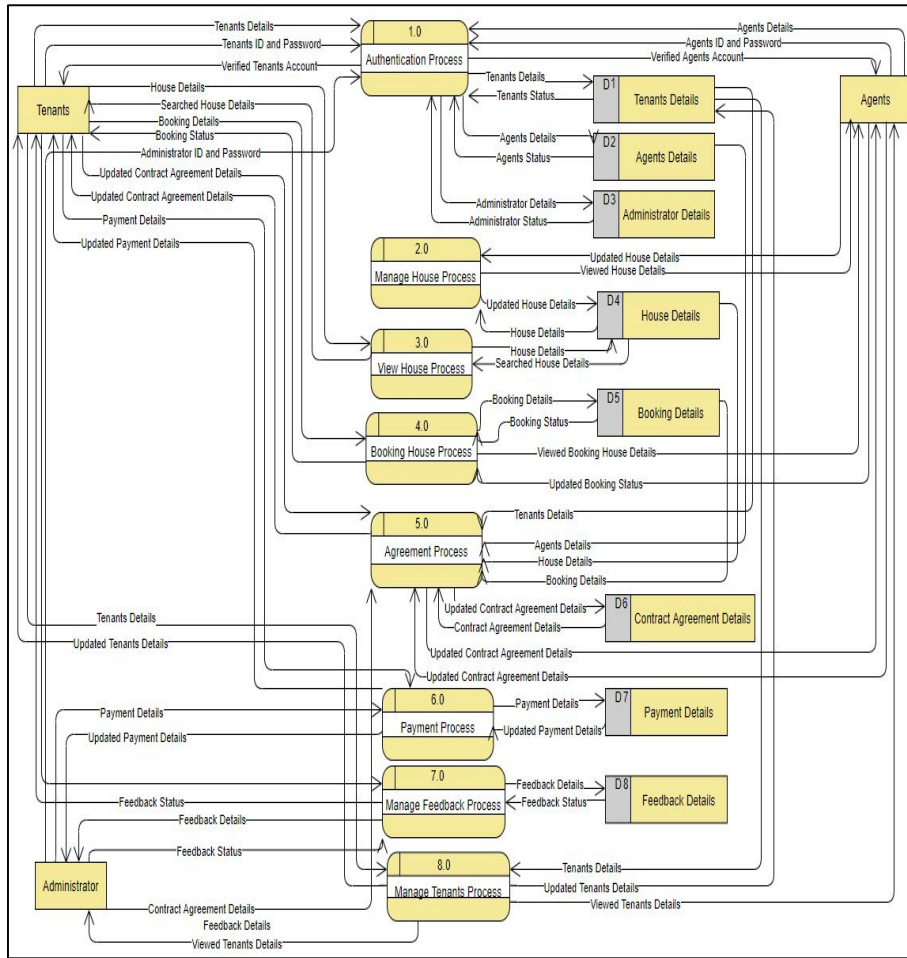 Tenants Details
1.0
Agents Details
Tenants ID and Password
Agents ID and Password
Authentication Process
Verified Tenants Account
Verified Agents Account
Tenants Details
D1
Tenants Details
Tenants Status
Tenants
House Details
Searched House Details
Booking Details
Booking Status
Administrator ID and Password
Agents
Agents Details
D2
Agents Details
Agents Status
Updated Contract Agreement Details
Updated Contract Agreement Details
Payment Details
Updated Payment Details
Administrator Details
D3
Administrator Details
Administrator Status
2.0
Manage House Process
Updated House Details
Viewed House Details
Updated House Details
D4
House Details
House Details
3.0
View House Process
House Details
Searched House Details
Booking Details
D5
Booking Details
Booking Status
4.0
Booking House Process
Viewed Booking House Details
Updated Booking Status
5.0
Agreement Process
Tenants Details
Agents Details
House Details
Booking Details
Updated Contract Agreement Details
D6
Contract Agreement Details
Contract Agreement Details
Updated Contract Agreement Details
Updated Contract Agreement Details
Tenants Details
Updated Tenants Details
6.0
Payment Process
Payment Details
Updated Payment Details
Payment Details
D7
Payment Details
Updated Payment Details
7.0
Manage Feedback Process
Feedback Details
D8
Feedback Details
Feedback Status
Feedback Status
Feedback Details
Feedback Status
8.0
Manage Tenants Process
Tenants Details
Updated Tenants Details
Viewed Tenants Details
Administrator
Contract Agreement Details
Feedback Details
Viewed Tenants Details